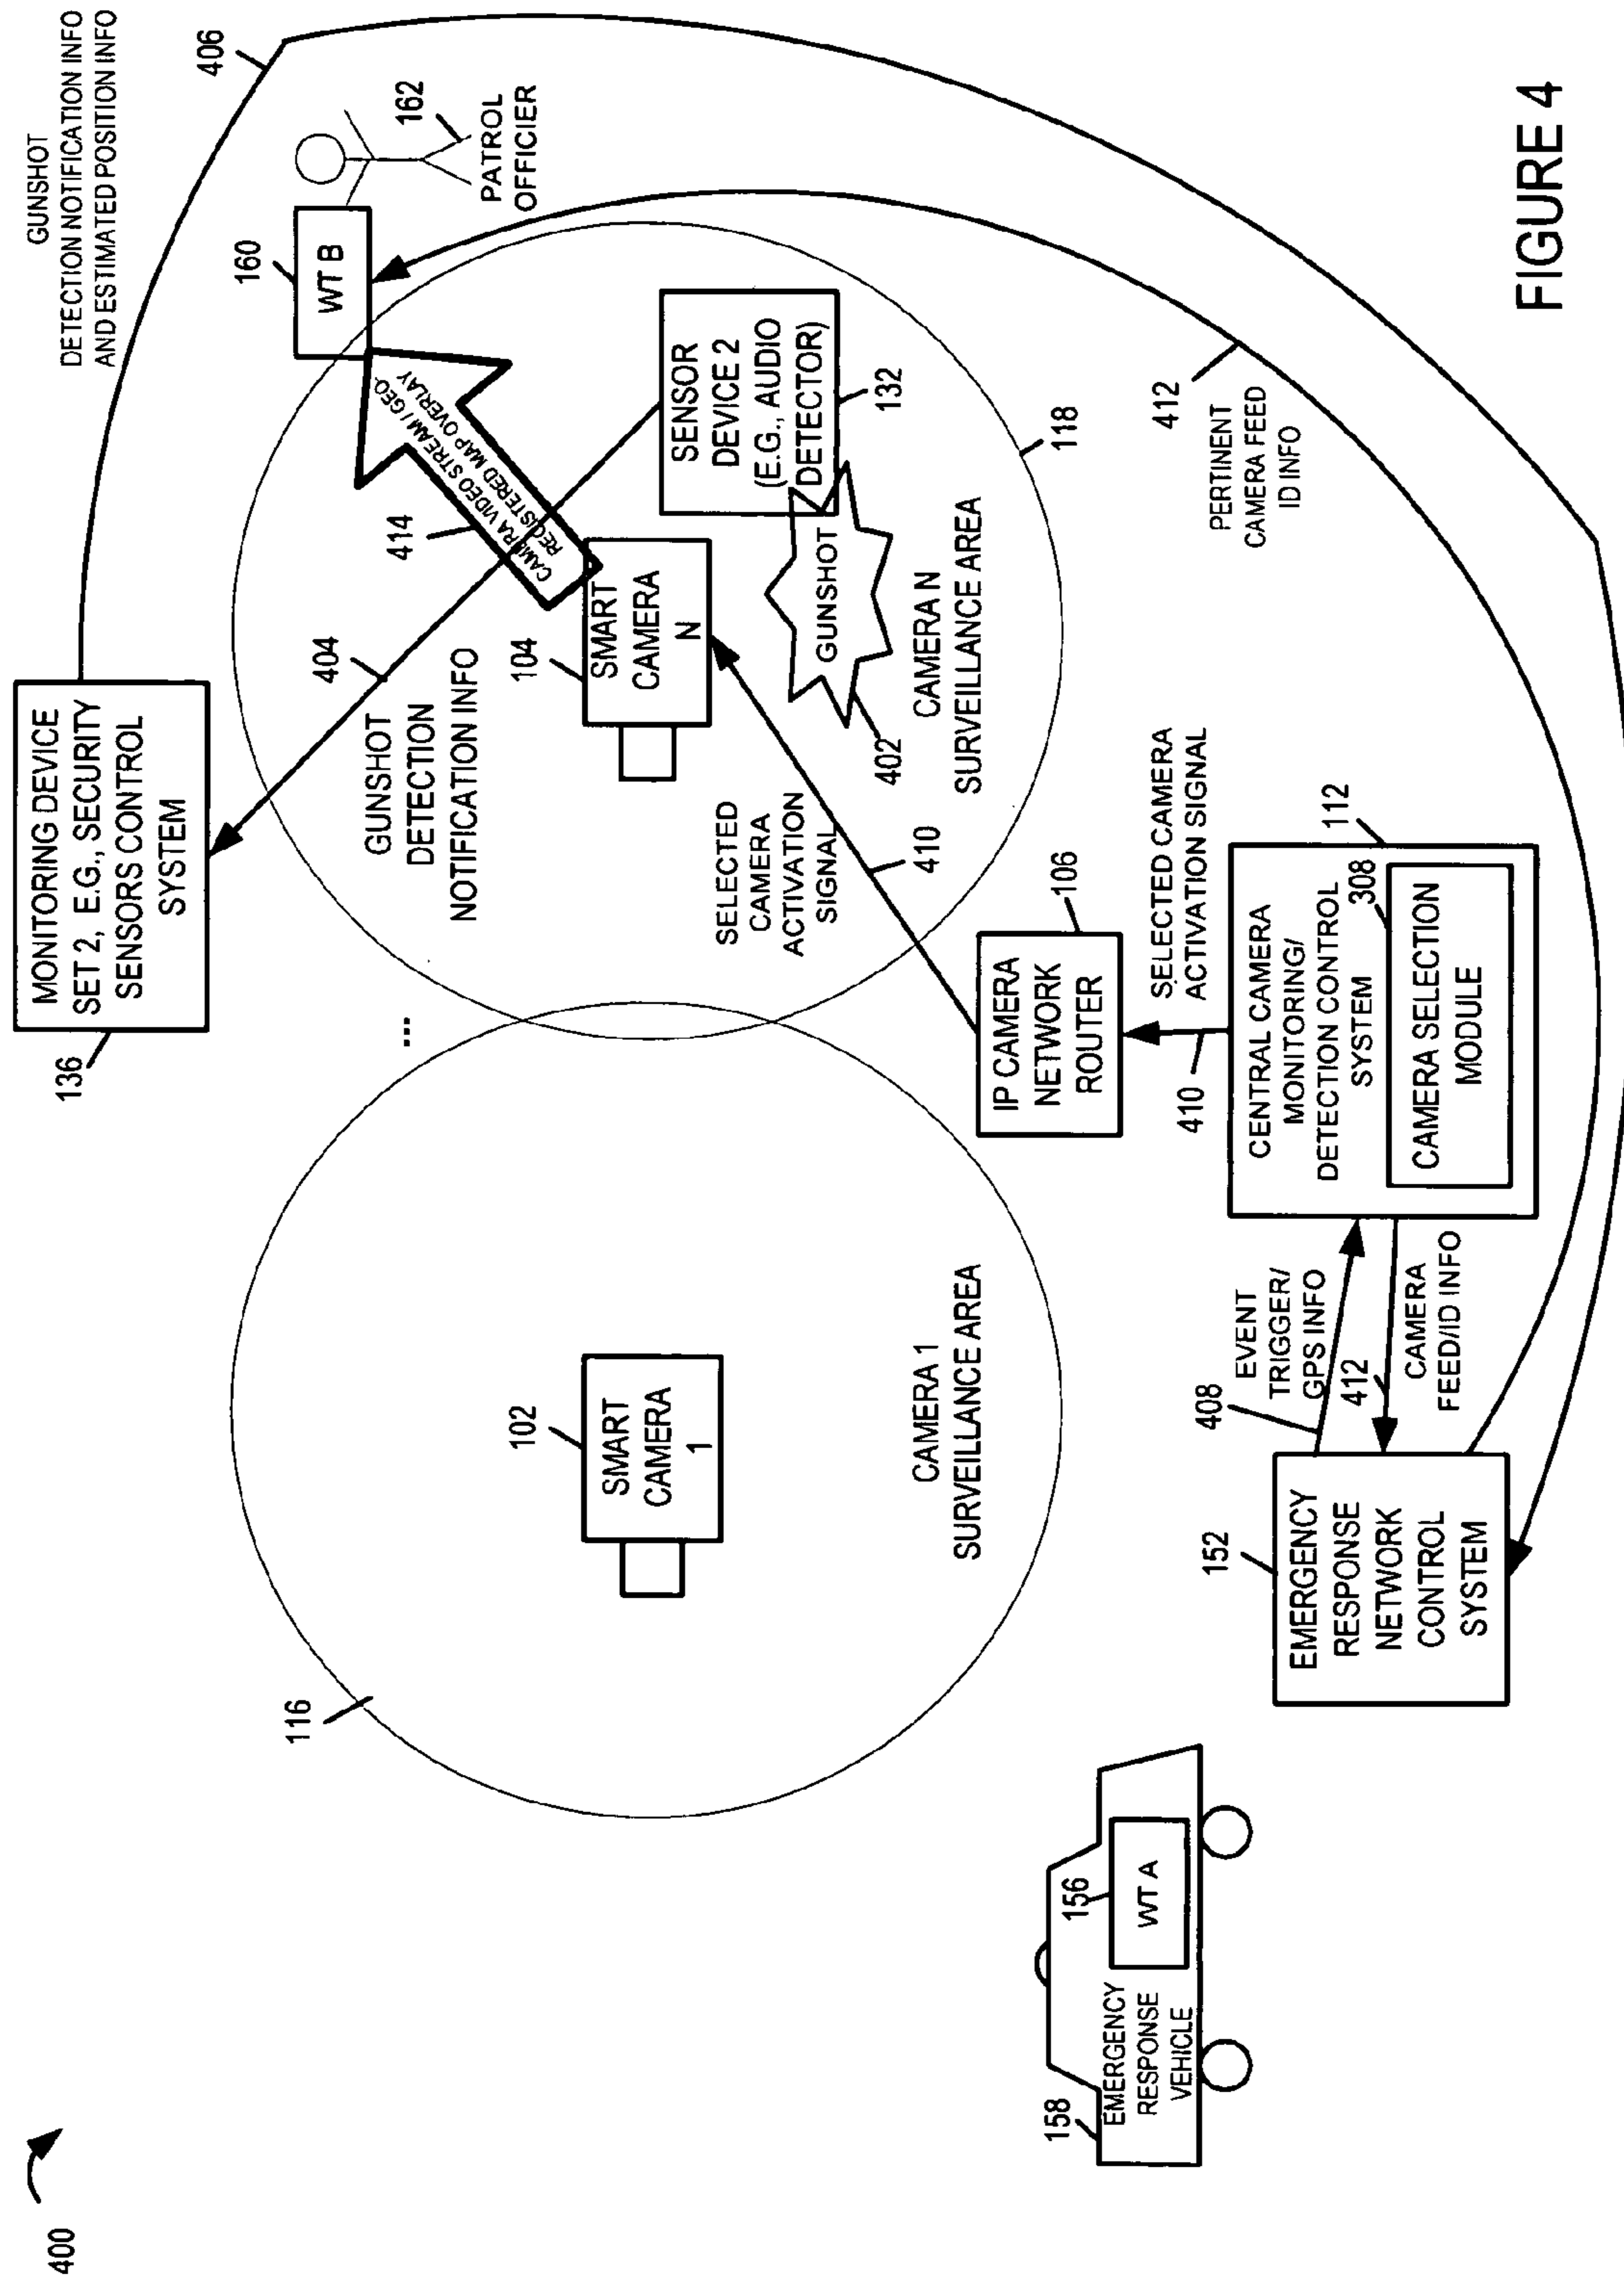 400
MONITORING DEVICE
SET 2, E.G., SECURITY
SENSORS CONTROL
SYSTEM
136
GUNSHOT
DETECTION NOTIFICATION INFO
AND ESTIMATED POSITION INFO
406
116
SMART
CAMERA
1
102
CAMERA 1
SURVEILLANCE AREA
...
404
GUNSHOT
DETECTION
NOTIFICATION INFO
414
CAMERA VIDEO STREAM / GEO-
REGISTERED MAP OVERLAY
160
WT B
162
PATROL
OFFICIER
104
SMART
CAMERA
N
SENSOR
DEVICE 2
(E.G., AUDIO
DETECTOR)
132
GUNSHOT
402
CAMERA N
SURVEILLANCE AREA
118
SELECTED
CAMERA
ACTIVATION
SIGNAL
410
IP CAMERA
NETWORK
ROUTER
106
SELECTED CAMERA
ACTIVATION SIGNAL
410
CENTRAL CAMERA
MONITORING/
DETECTION CONTROL
SYSTEM
112
308
CAMERA SELECTION
MODULE
PERTINENT
CAMERA FEED
ID INFO
412
EVENT
TRIGGER/
GPS INFO
408
412
CAMERA
FEED/ID INFO
152
EMERGENCY
RESPONSE
NETWORK
CONTROL
SYSTEM
158
EMERGENCY
RESPONSE
VEHICLE
156
WT A
FIGURE 4